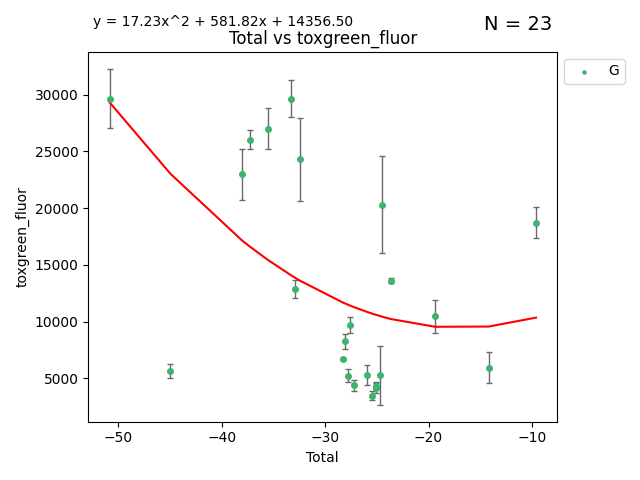 y = 17.23x^2 + 581.82x + 14356.50
N = 23
Total vs toxgreen_fluor
G
30000
25000
20000
15000
10000
5000
toxgreen_fluor
−50
−40
−30
−20
−10
Total